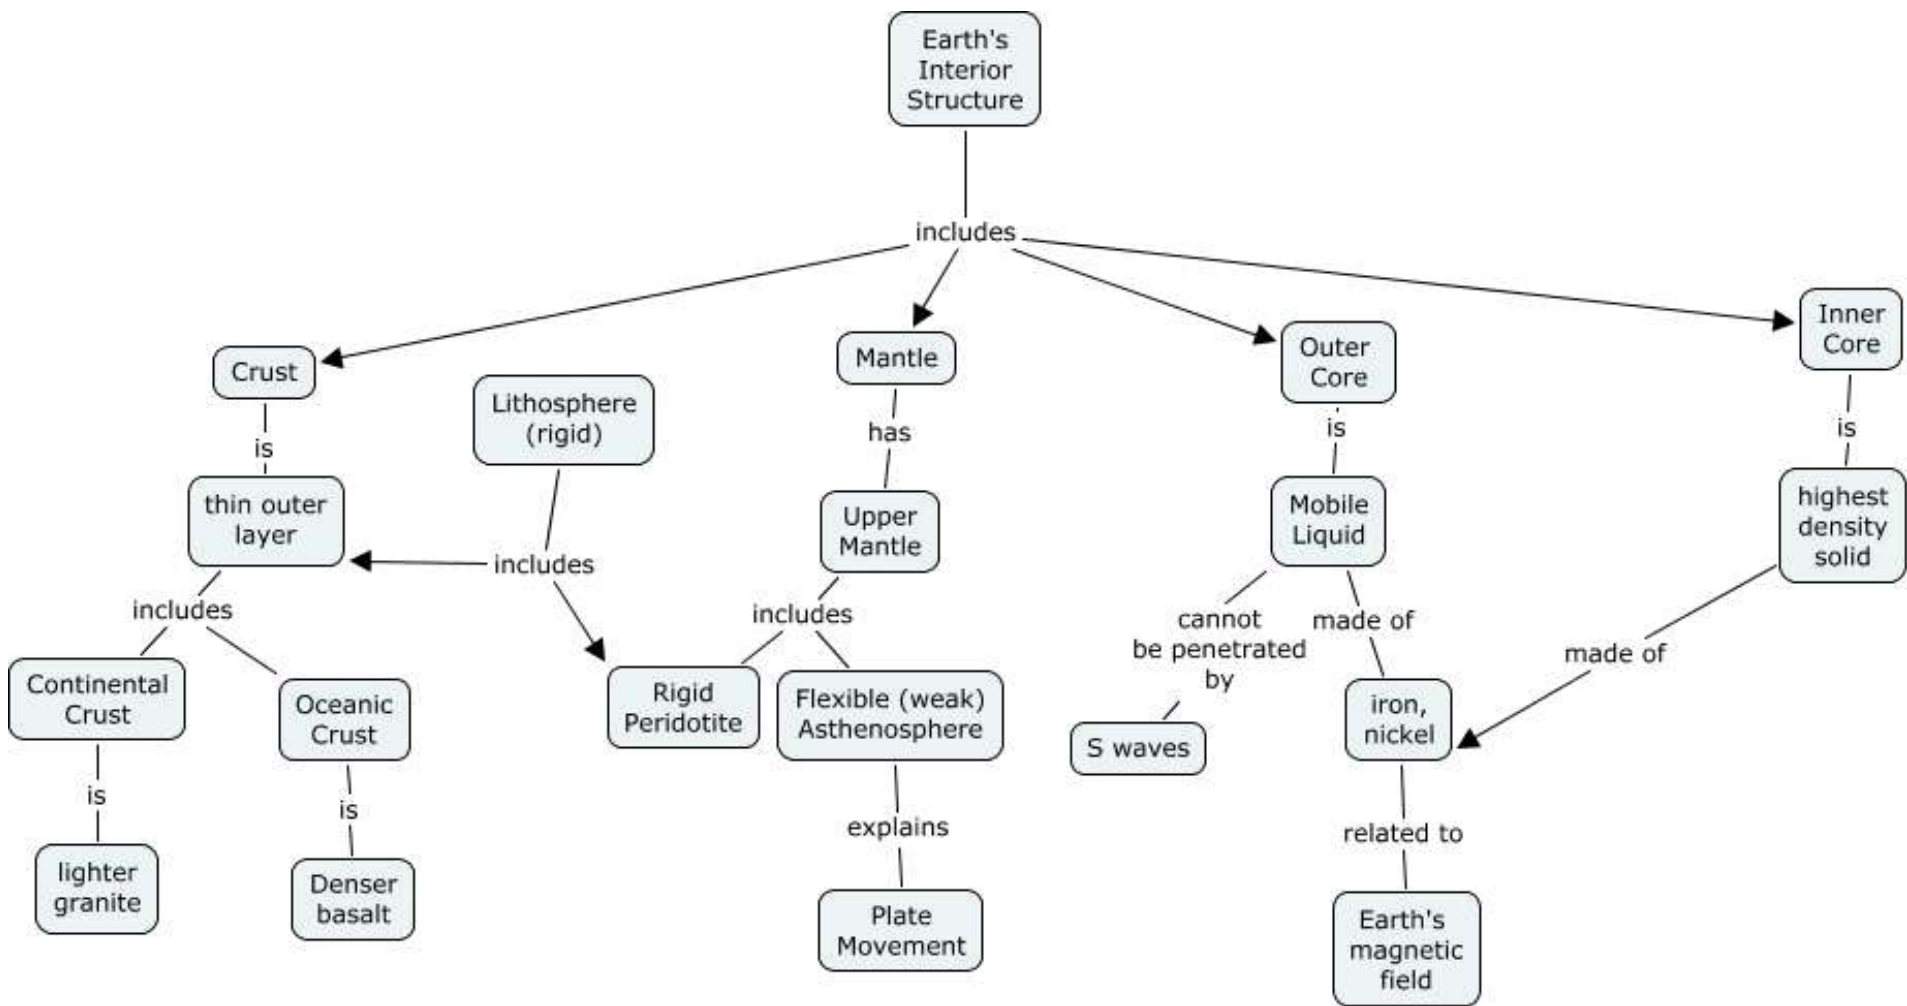 Earth's
Interior
Structure
includes
Crust
is
thin outer
layer
includes
Continental
Crust
is
lighter
granite
Oceanic
Crust
is
Denser
basalt
Lithosphere
(rigid)
includes
Mantle
has
Upper
Mantle
includes
Rigid
Peridotite
Flexible (weak)
Asthenosphere
explains
Plate
Movement
Outer
Core
is
Mobile
Liquid
cannot
be penetrated
by
S waves
made of
iron,
nickel
related to
Earth's
magnetic
field
Inner
Core
is
highest
density
solid
made of